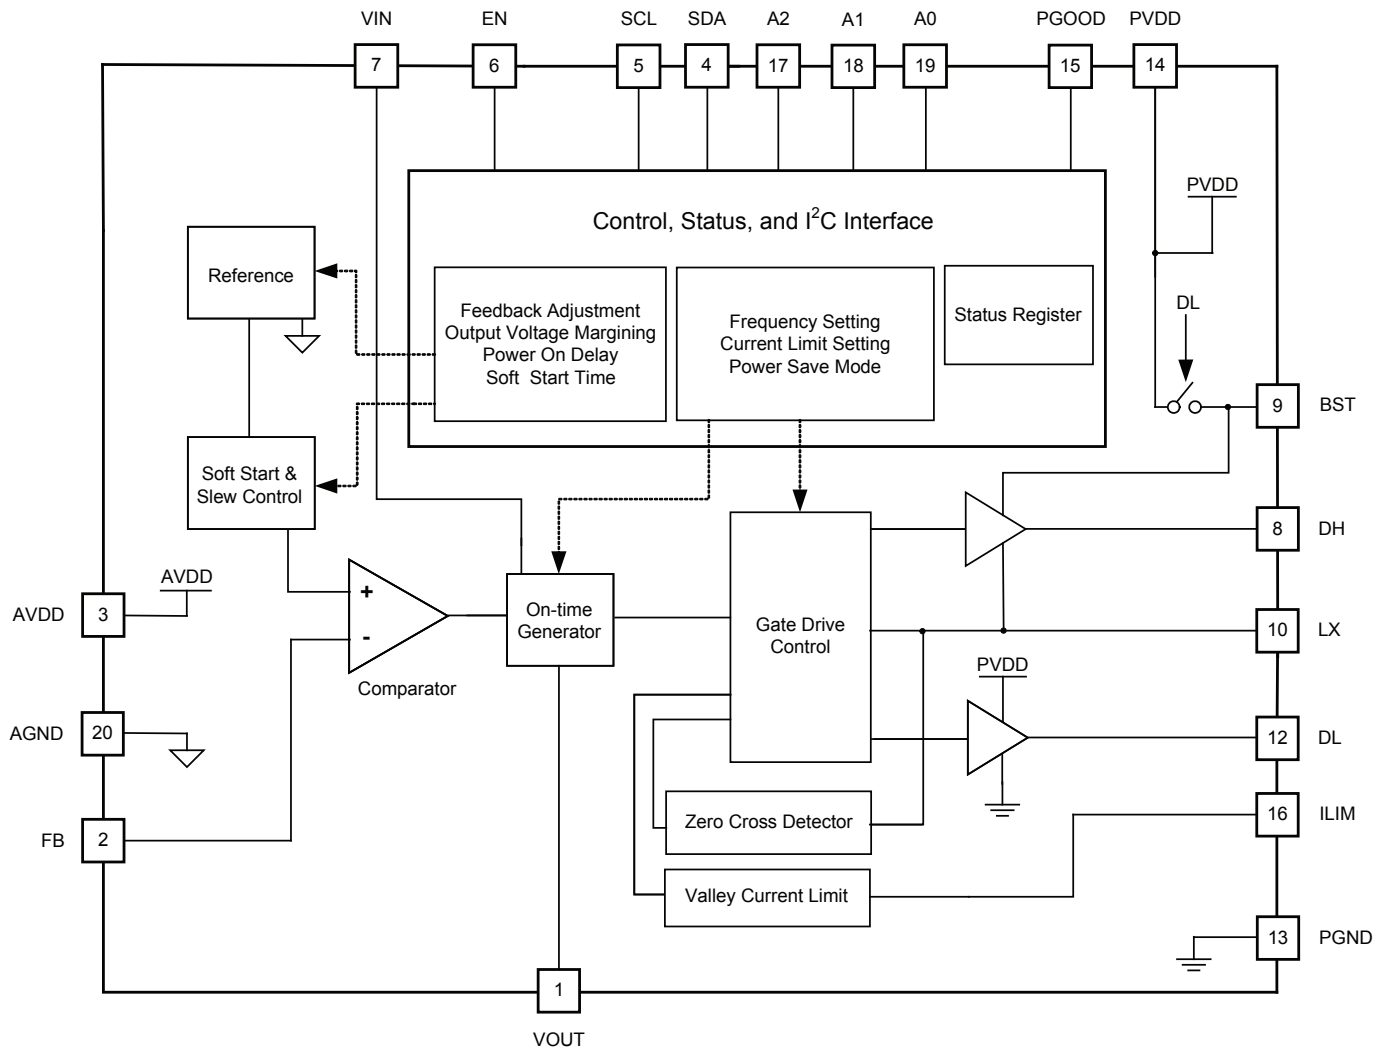 VIN EN SCL SDA A2 A1 A0 PGOOD PVDD
7 6 5 4 17 18 19 15 14
PVDD
Control, Status, and I²C Interface
Reference
Feedback Adjustment
Output Voltage Margining
Power On Delay
Soft Start Time
Frequency Setting
Current Limit Setting
Power Save Mode
Status Register
DL
9 BST
Soft Start &
Slew Control
8 DH
AVDD
AVDD 3
+
-
Comparator
On-time
Generator
Gate Drive
Control
10 LX
PVDD
AGND 20
12 DL
FB 2
Zero Cross Detector
16 ILIM
Valley Current Limit
13 PGND
1
VOUT